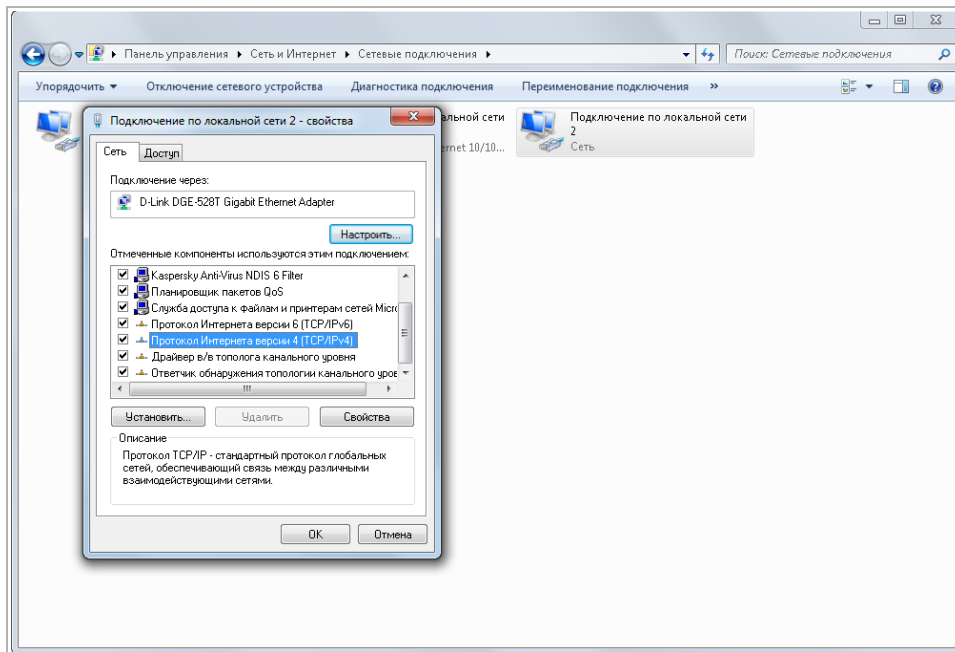 Панель управления Сеть и Интернет Сетевые подключения
Поиск: Сетевые подключения
Упорядочить Отключение сетевого устройства Диагностика подключения Переименование подключения »
альной сети
ernet 10/10...
Подключение по локальной сети
2
Сеть
Подключение по локальной сети 2 - свойства
Сеть Доступ
Подключение через:
D-Link DGE-528T Gigabit Ethernet Adapter
Настроить...
Отмеченные компоненты используются этим подключением:
Kaspersky Anti-Virus NDIS 6 Filter
Планировщик пакетов QoS
Служба доступа к файлам и принтерам сетей Micro
Протокол Интернета версии 6 (TCP/IPv6)
Протокол Интернета версии 4 (TCP/IPv4)
Драйвер в/в тополога канального уровня
Ответчик обнаружения топологии канального уров
Установить... Удалить Свойства
Описание
Протокол TCP/IP - стандартный протокол глобальных
сетей, обеспечивающий связь между различными
взаимодействующими сетями.
OK Отмена